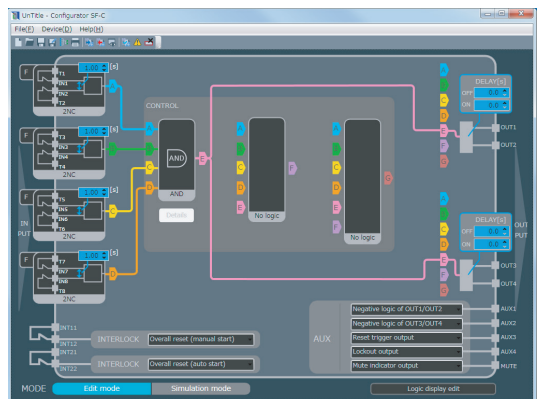 UnTitle - Configurator SF-C
File(F) Device(D) Help(H)
F T1 IN1 IN2 T2 1.00 [s] A
2NC
F T3 IN3 IN4 T4 1.00 [s] B
2NC
F T5 IN5 IN6 T6 1.00 [s] C
2NC
F T7 IN7 IN8 T8 1.00 [s] D
2NC
IN
PUT
CONTROL
A B C D
AND
AND
E
Details
A B C D E
No logic
F
A B C D E F
No logic
G
A B C D E F G
DELAY[s]
OFF 0.0
ON 0.0
OUT1
OUT2
A B C D E F G
DELAY[s]
OFF 0.0
ON 0.0
OUT3
OUT4
OUT
PUT
INT11
INT12
INTERLOCK Overall reset (manual start)
INT21
INT22
INTERLOCK Overall reset (auto start)
AUX
Negative logic of OUT1/OUT2 AUX1
Negative logic of OUT3/OUT4 AUX2
Reset trigger output AUX3
Lockout output AUX4
Mute indicator output MUTE
MODE Edit mode Simulation mode Logic display edit